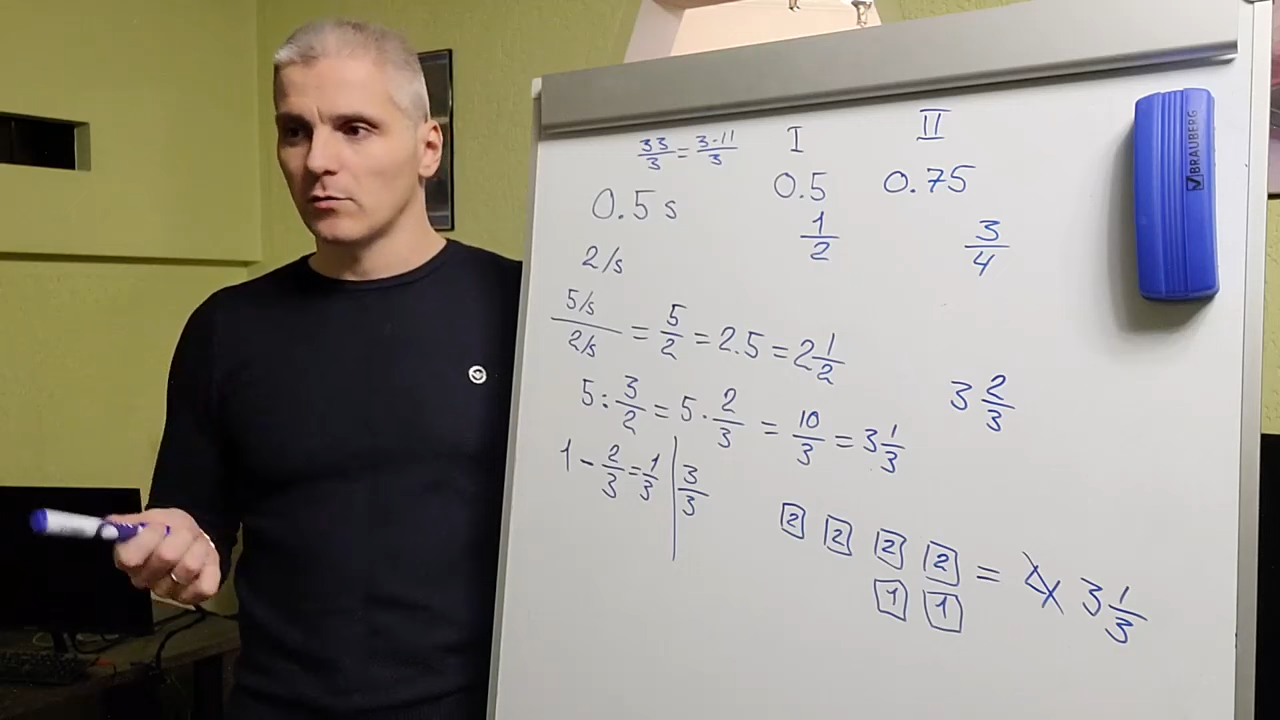 33/3 = 3·11/3
I II
0.5 s 0.5 0.75
1/2 3/4
2/s
5/s / 2/s = 5/2 = 2.5 = 2 1/2
5 : 3/2 = 5 · 2/3 = 10/3 = 3 1/3
3 2/3
1 - 2/3 = 1/3 | 3/3
2 2 2 2 = 4 3 1/3
1 1
BRAUBERG